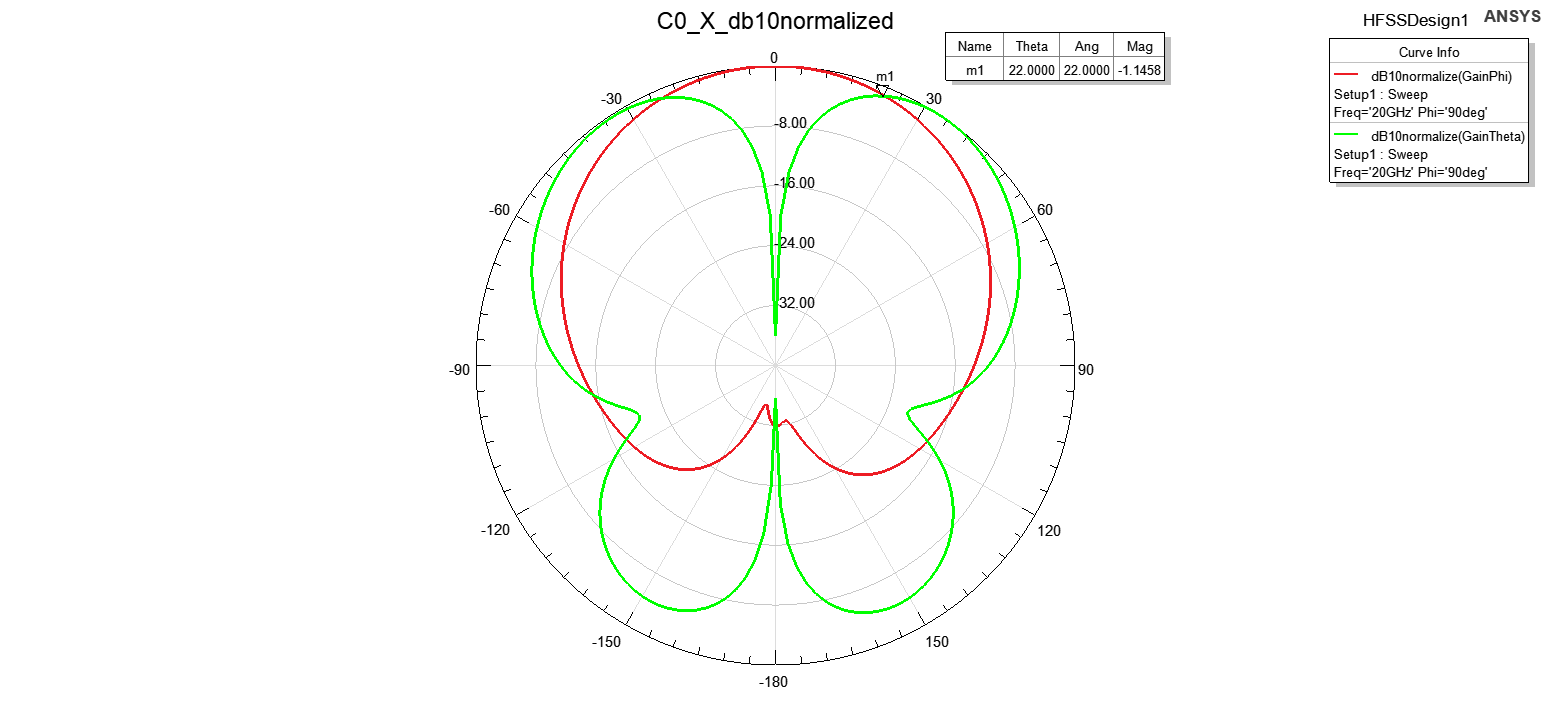 C0_X_db10normalized
HFSSDesign1
ANSYS
Name Theta Ang Mag
m1 22.0000 22.0000 -1.1458
Curve Info
dB10normalize(GainPhi)
Setup1 : Sweep
Freq='20GHz' Phi='90deg'
dB10normalize(GainTheta)
Setup1 : Sweep
Freq='20GHz' Phi='90deg'
0
m1
-30
30
-8.00
-16.00
-60
60
-24.00
-32.00
-90
90
-120
120
-150
150
-180